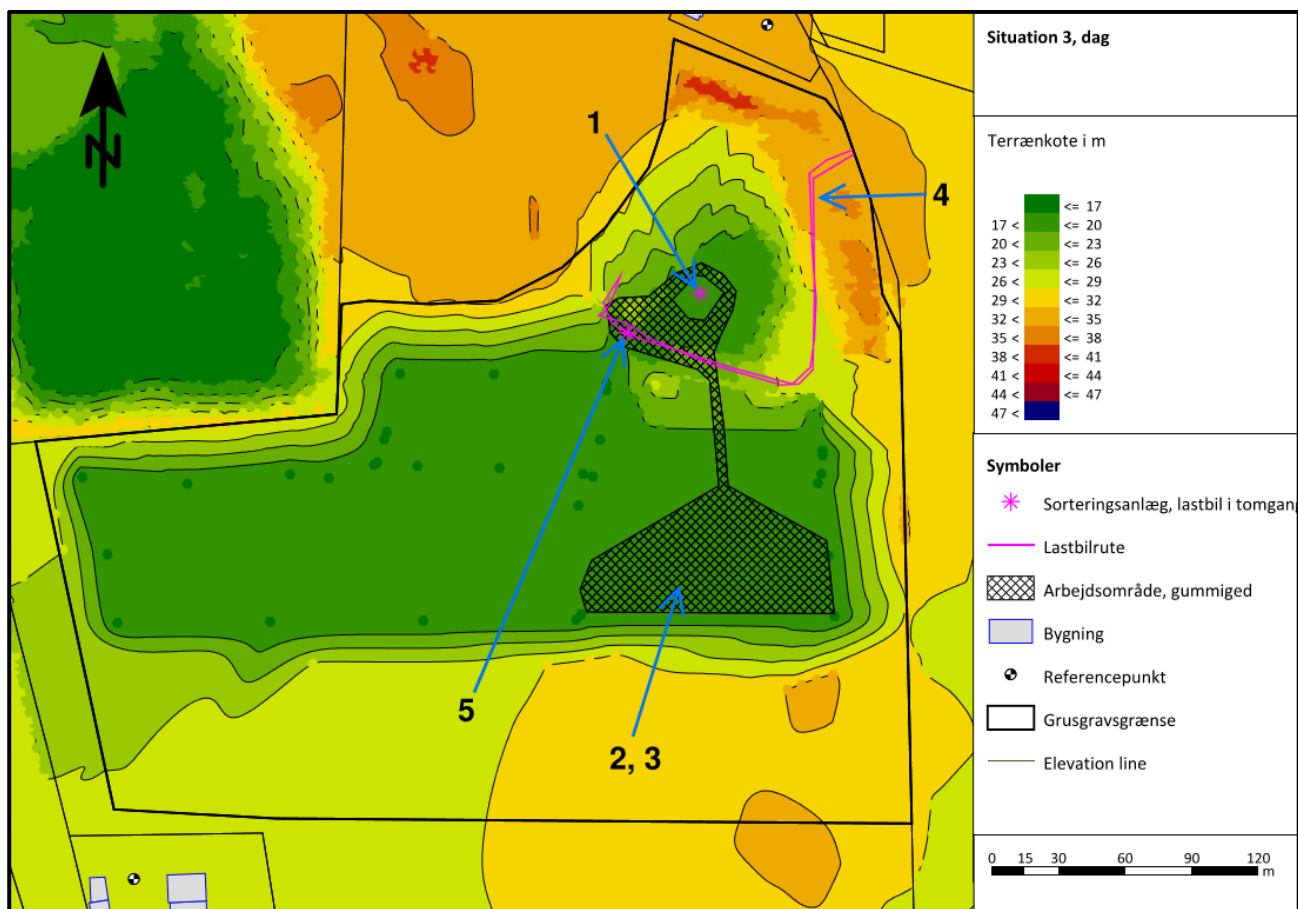 Situation 3, dag
Terrænkote i m
<= 17
17 < <= 20
20 < <= 23
23 < <= 26
26 < <= 29
29 < <= 32
32 < <= 35
35 < <= 38
38 < <= 41
41 < <= 44
44 < <= 47
47 <
Symboler
Sorteringsanlæg, lastbil i tomgang
Lastbilrute
Arbejdsområde, gummiged
Bygning
Referencepunkt
Grusgravsgrænse
Elevation line
0 15 30 60 90 120
m
N
1
4
5
2, 3